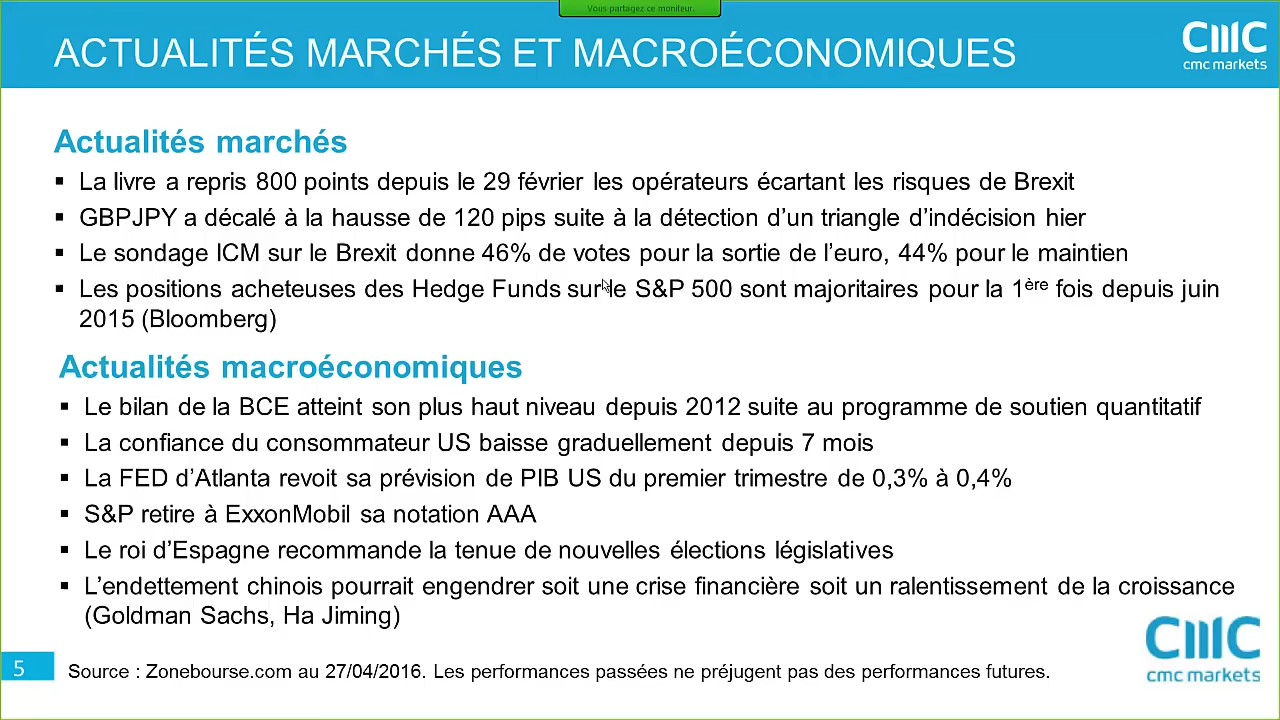 Vous partagez ce moniteur.
ACTUALITÉS MARCHÉS ET MACROÉCONOMIQUES
CMC
cmc markets
Actualités marchés
▪ La livre a repris 800 points depuis le 29 février les opérateurs écartant les risques de Brexit
▪ GBPJPY a décalé à la hausse de 120 pips suite à la détection d’un triangle d’indécision hier
▪ Le sondage ICM sur le Brexit donne 46% de votes pour la sortie de l’euro, 44% pour le maintien
▪ Les positions acheteuses des Hedge Funds sur le S&P 500 sont majoritaires pour la 1ère fois depuis juin
2015 (Bloomberg)
Actualités macroéconomiques
▪ Le bilan de la BCE atteint son plus haut niveau depuis 2012 suite au programme de soutien quantitatif
▪ La confiance du consommateur US baisse graduellement depuis 7 mois
▪ La FED d’Atlanta revoit sa prévision de PIB US du premier trimestre de 0,3% à 0,4%
▪ S&P retire à ExxonMobil sa notation AAA
▪ Le roi d’Espagne recommande la tenue de nouvelles élections législatives
▪ L’endettement chinois pourrait engendrer soit une crise financière soit un ralentissement de la croissance
(Goldman Sachs, Ha Jiming)
CMC
cmc markets
5
Source : Zonebourse.com au 27/04/2016. Les performances passées ne préjugent pas des performances futures.